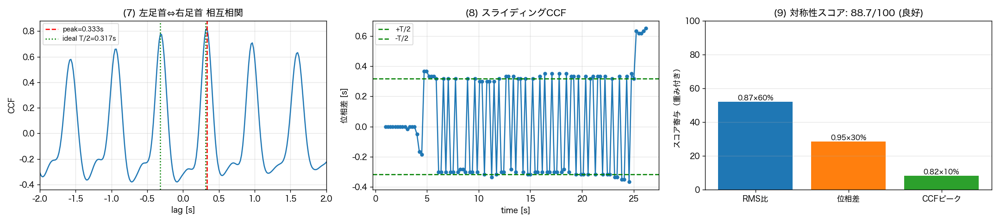 (7) 左足首⇔右足首 相互相関
peak=0.333s
ideal T/2=0.317s
CCF
0.8
0.6
0.4
0.2
0.0
-0.2
-0.4
-2.0 -1.5 -1.0 -0.5 0.0 0.5 1.0 1.5 2.0
lag [s]
(8) スライディングCCF
+T/2
-T/2
位相差 [s]
0.6
0.4
0.2
0.0
-0.2
-0.4
0 5 10 15 20 25
time [s]
(9) 対称性スコア: 88.7/100 (良好)
スコア寄与（重み付き）
100
80
60
40
20
0
0.87×60%
0.95×30%
0.82×10%
RMS比 位相差 CCFピーク